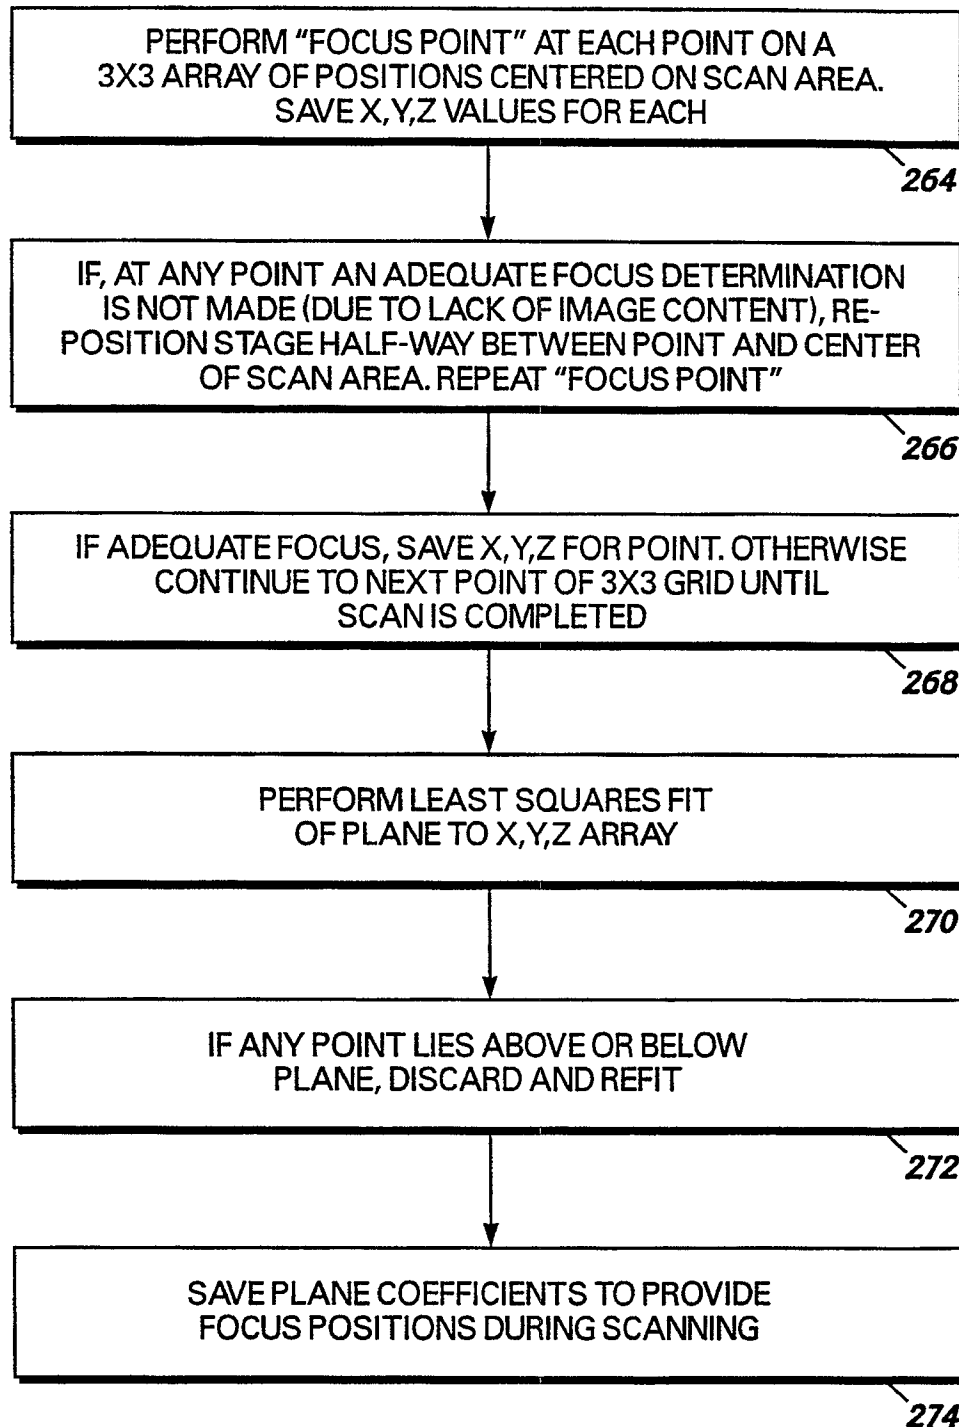 PERFORM "FOCUS POINT" AT EACH POINT ON A
3X3 ARRAY OF POSITIONS CENTERED ON SCAN AREA.
SAVE X,Y,Z VALUES FOR EACH
264
IF, AT ANY POINT AN ADEQUATE FOCUS DETERMINATION
IS NOT MADE (DUE TO LACK OF IMAGE CONTENT), RE-
POSITION STAGE HALF-WAY BETWEEN POINT AND CENTER
OF SCAN AREA. REPEAT "FOCUS POINT"
266
IF ADEQUATE FOCUS, SAVE X,Y,Z FOR POINT. OTHERWISE
CONTINUE TO NEXT POINT OF 3X3 GRID UNTIL
SCAN IS COMPLETED
268
PERFORM LEAST SQUARES FIT
OF PLANE TO X,Y,Z ARRAY
270
IF ANY POINT LIES ABOVE OR BELOW
PLANE, DISCARD AND REFIT
272
SAVE PLANE COEFFICIENTS TO PROVIDE
FOCUS POSITIONS DURING SCANNING
274